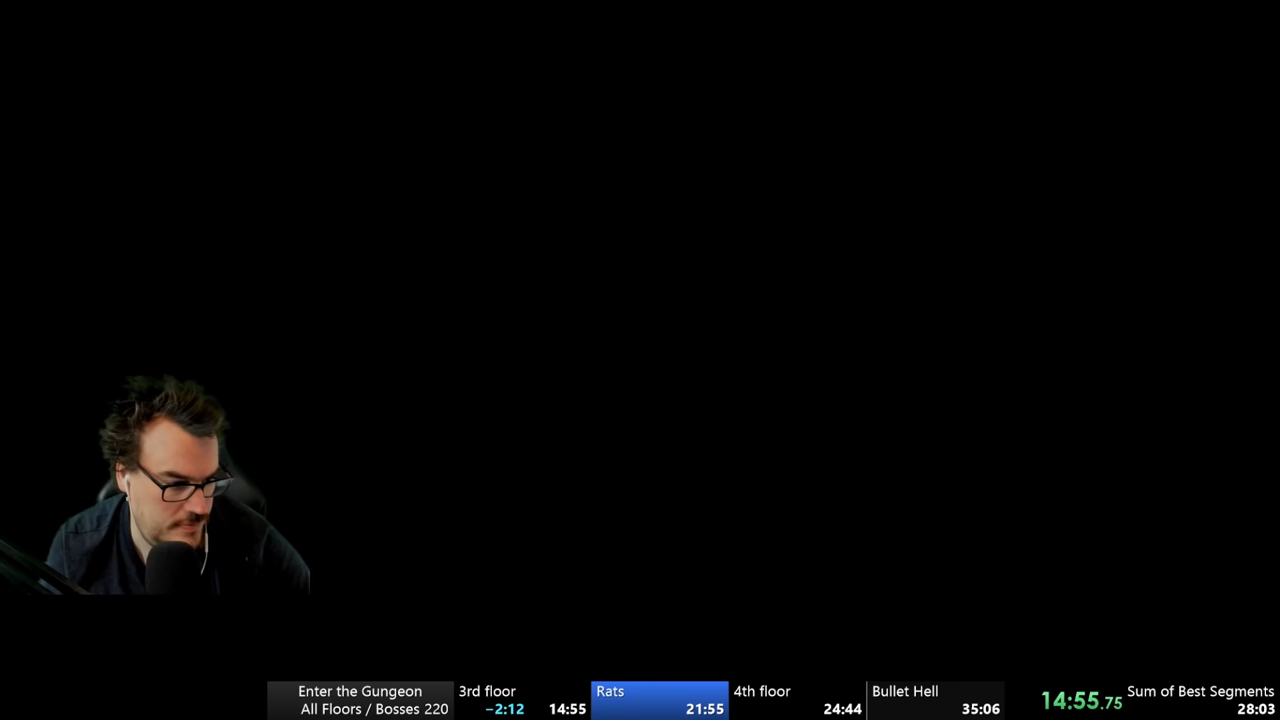 Enter the Gungeon
All Floors / Bosses 220
3rd floor
−2:12 14:55
Rats
21:55
4th floor
24:44
Bullet Hell
35:06
14:55.75
Sum of Best Segments
28:03